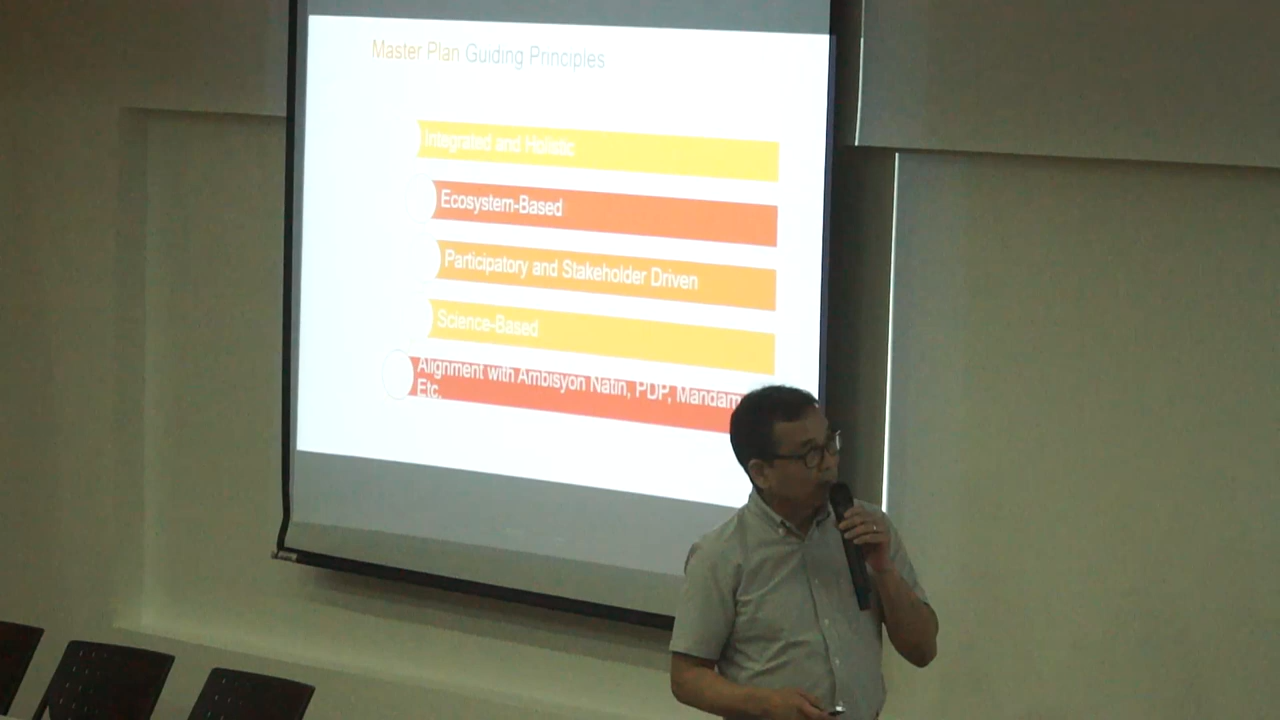 Master Plan Guiding Principles
Integrated and Holistic
Ecosystem-Based
Participatory and Stakeholder Driven
Science-Based
Alignment with Ambisyon Natin, PDP,
Etc.